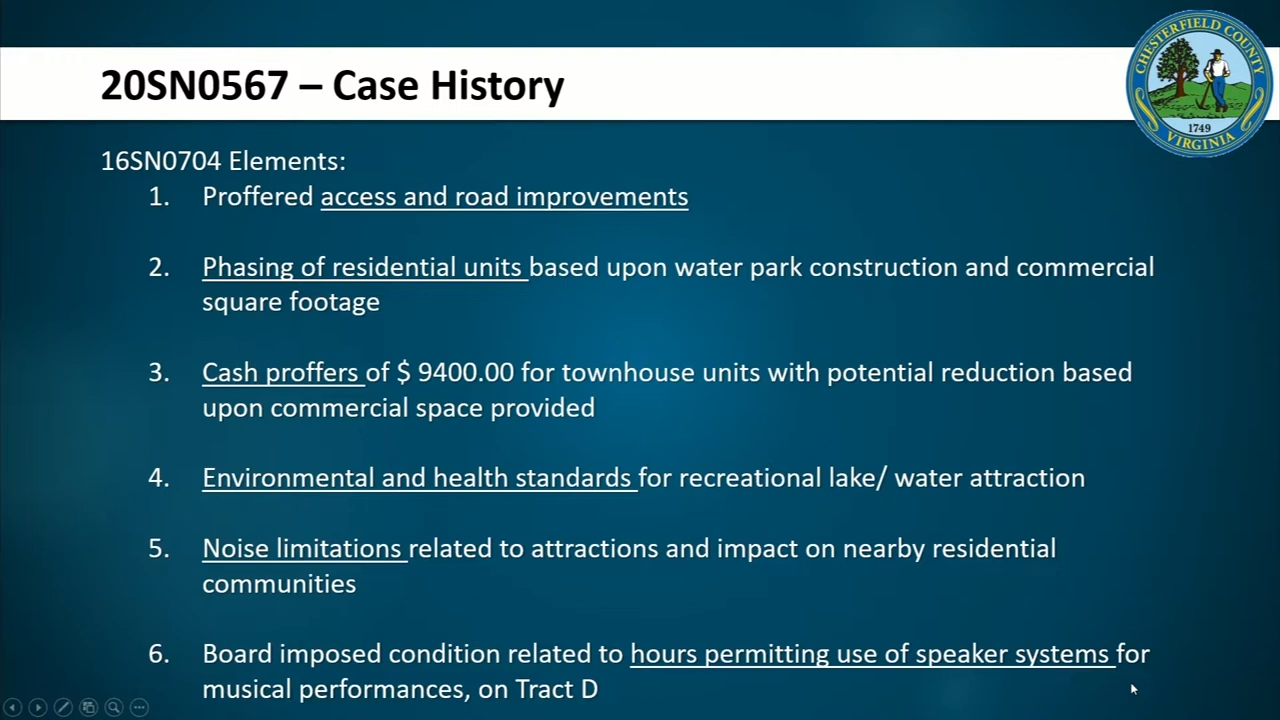 20SN0567 – Case History
CHESTERFIELD COUNTY
1749
VIRGINIA
16SN0704 Elements:
1. Proffered access and road improvements
2. Phasing of residential units based upon water park construction and commercial
square footage
3. Cash proffers of $ 9400.00 for townhouse units with potential reduction based
upon commercial space provided
4. Environmental and health standards for recreational lake/ water attraction
5. Noise limitations related to attractions and impact on nearby residential
communities
6. Board imposed condition related to hours permitting use of speaker systems for
musical performances, on Tract D